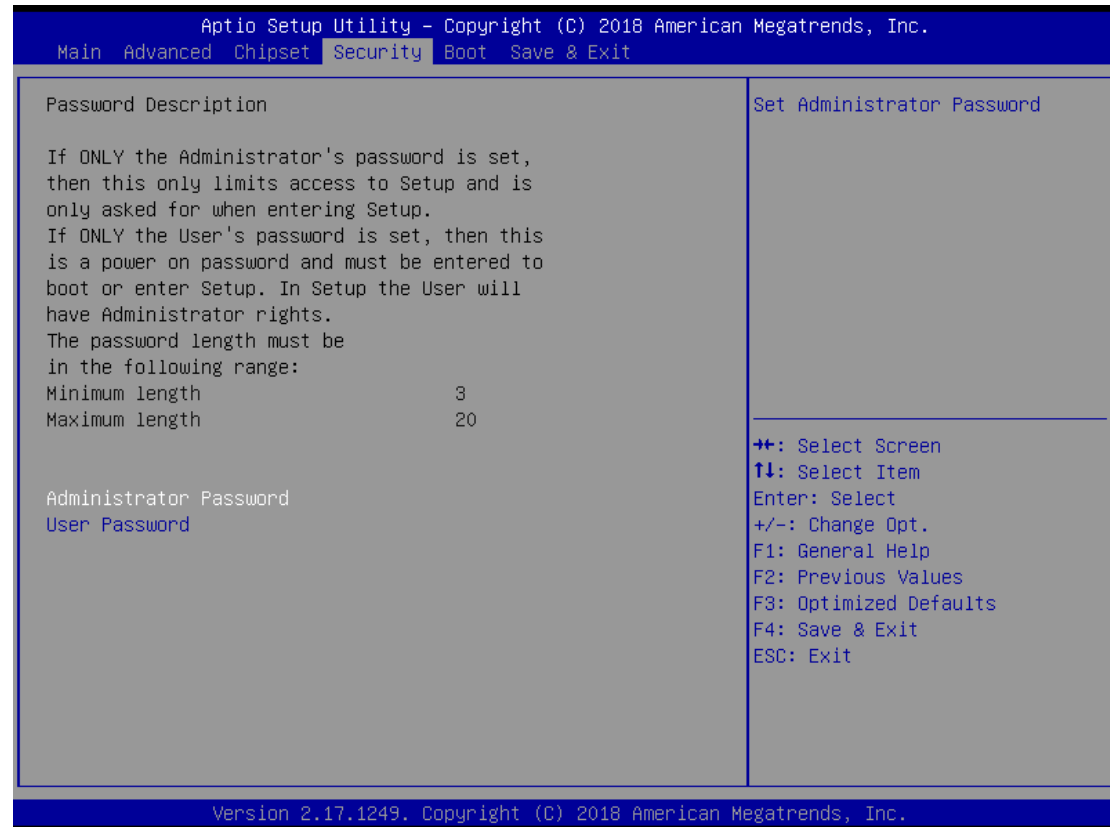 Aptio Setup Utility – Copyright (C) 2018 American Megatrends, Inc.
Main Advanced Chipset Security Boot Save & Exit
Password Description
If ONLY the Administrator's password is set,
then this only limits access to Setup and is
only asked for when entering Setup.
If ONLY the User's password is set, then this
is a power on password and must be entered to
boot or enter Setup. In Setup the User will
have Administrator rights.
The password length must be
in the following range:
Minimum length 3
Maximum length 20
Administrator Password
User Password
Set Administrator Password
→←: Select Screen
↑↓: Select Item
Enter: Select
+/-: Change Opt.
F1: General Help
F2: Previous Values
F3: Optimized Defaults
F4: Save & Exit
ESC: Exit
Version 2.17.1249. Copyright (C) 2018 American Megatrends, Inc.